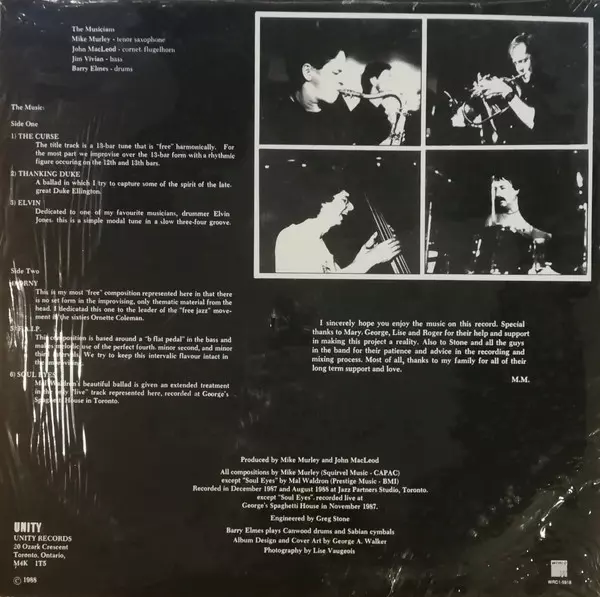 The Musicians
Mike Murley - tenor saxophone
John MacLeod - cornet, flugelhorn
Jim Vivian - bass
Barry Elmes - drums
The Music:
Side One
1) THE CURSE
The title track is a 13-bar tune that is "free" harmonically. For
the most part we improvise over the 13-bar form with a rhythmic
figure occuring on the 12th and 13th bars.
2) THANKING DUKE
A ballad in which I try to capture some of the spirit of the late-
great Duke Ellington.
3) ELVIN
Dedicated to one of my favourite musicians, drummer Elvin
Jones. this is a simple modal tune in a slow three-four groove.
Side Two
ORNY
This is my most "free" composition represented here in that there
is no set form in the improvising, only thematic material from the
head. I dedicated this one to the leader of the "free jazz" move-
in the sixties Ornette Coleman.
5)
This composition is based around a "b flat pedal" in the bass and
makes melodic use of the perfect fourth, minor second, and minor
third intervals. We try to keep this intervalic flavour intact in
6) SOUL EYES
Mal Waldron's beautiful ballad is given an extended treatment
in the only "live" track represented here, recorded at George's
Spaghetti House in Toronto.
I sincerely hope you enjoy the music on this record. Special
thanks to Mary, George, Lise and Roger for their help and support
in making this project a reality. Also to Stone and all the guys
in the band for their patience and advice in the recording and
mixing process. Most of all, thanks to my family for all of their
long term support and love.
M.M.
Produced by Mike Murley and John MacLeod
All compositions by Mike Murley (Squirvel Music - CAPAC)
except "Soul Eyes" by Mal Waldron (Prestige Music - BMI)
Recorded in December 1987 and August 1988 at Jazz Partners Studio, Toronto.
except "Soul Eyes". recorded live at
George's Spaghetti House in November 1987.
Engineered by Greg Stone
Barry Elmes plays Canwood drums and Sabian cymbals
Album Design and Cover Art by George A. Walker
Photography by Lise Vaugeois
UNITY
UNITY RECORDS
20 Ozark Crescent
Toronto, Ontario,
M4K 1T5
© 1988
WRC1-5818